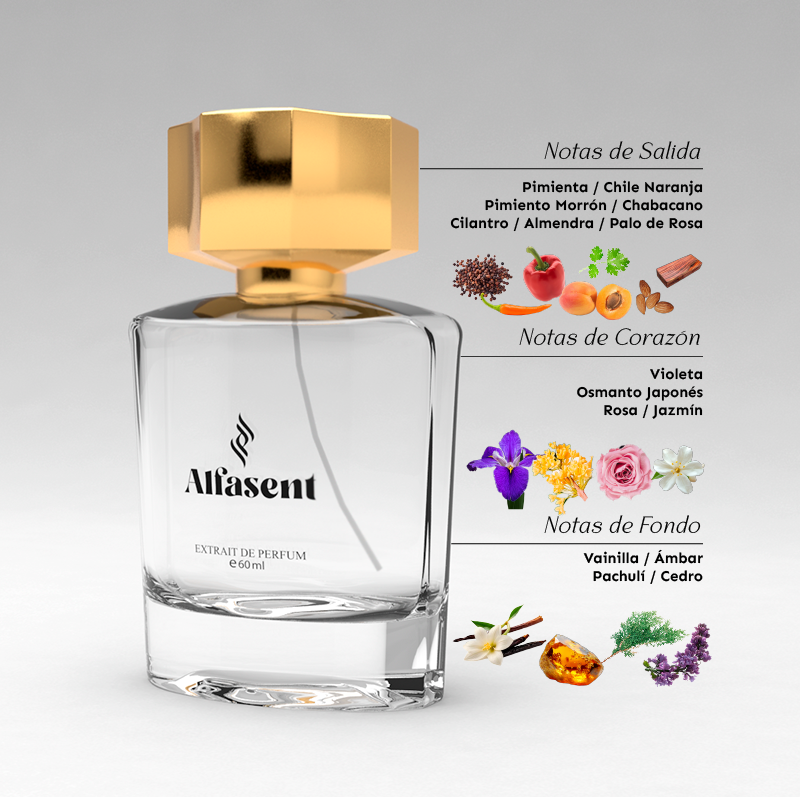 Notas de Salida
Pimienta / Chile Naranja
Pimiento Morrón / Chabacano
Cilantro / Almendra / Palo de Rosa
Notas de Corazón
Violeta
Osmanto Japonés
Rosa / Jazmín
Alfasent
EXTRAIT DE PERFUM
e60ml
Notas de Fondo
Vainilla / Ámbar
Pachulí / Cedro